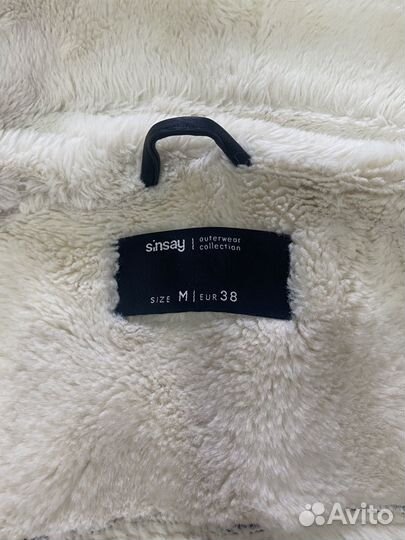 sinsay | outerwear
collection
SIZE M | EUR 38
Avito